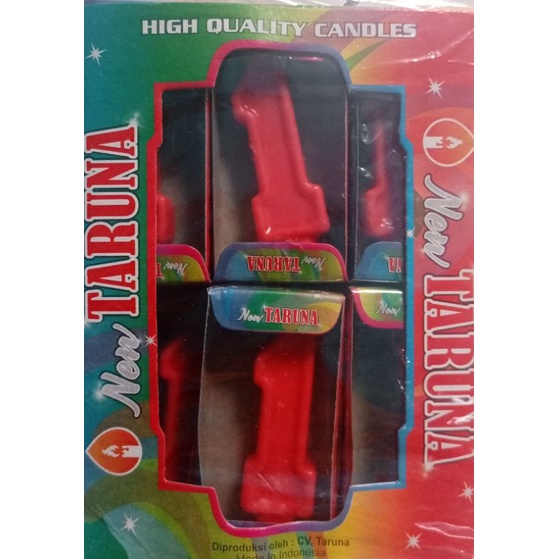 HIGH QUALITY CANDLES
New TARUNA
New TARUNA
New
TARUNA
New TARUNA
Diproduksi oleh : CV. Taruna
Made In Indonesia